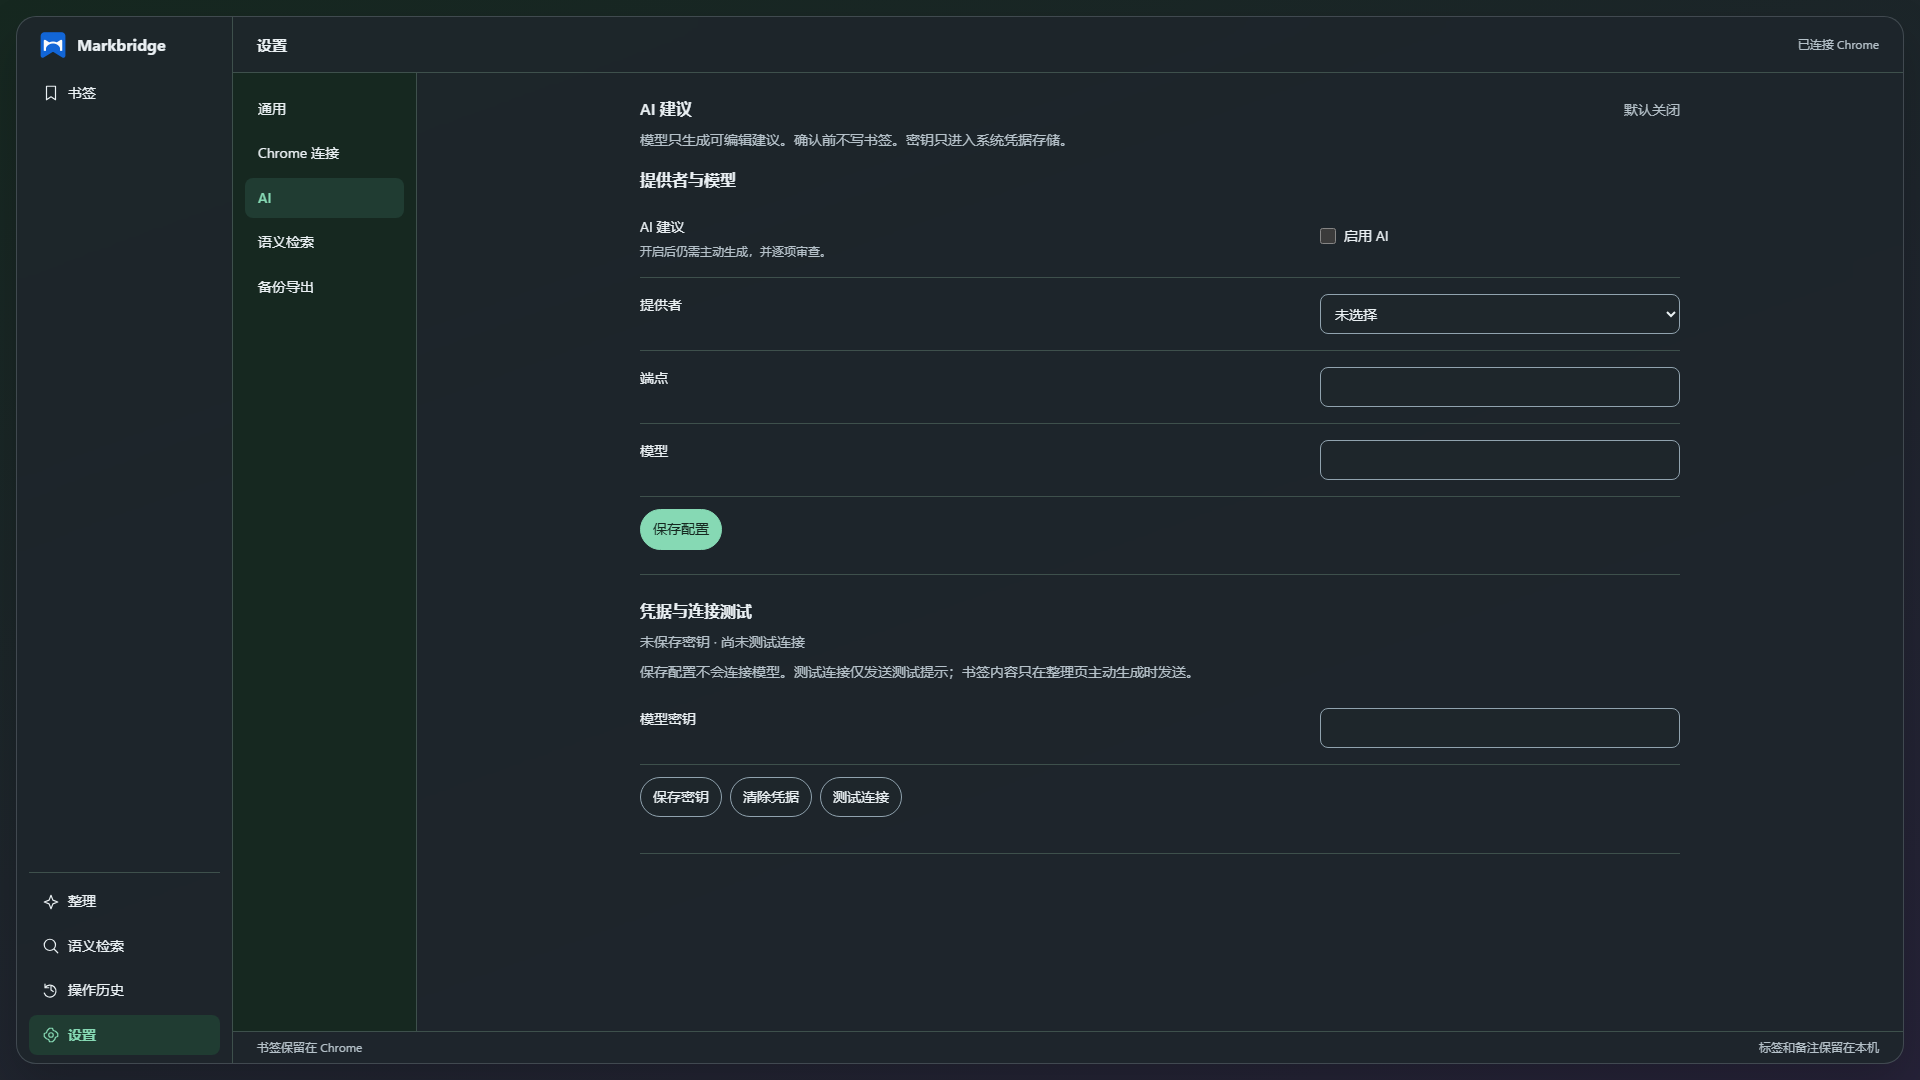 Markbridge
书签
整理
语义检索
操作历史
设置
设置
已连接 Chrome
通用
Chrome 连接
AI
语义检索
备份导出
AI 建议
默认关闭
模型只生成可编辑建议。确认前不写书签。密钥只进入系统凭据存储。
提供者与模型
AI 建议
开启后仍需主动生成，并逐项审查。
启用 AI
提供者
未选择
端点
模型
保存配置
凭据与连接测试
未保存密钥 · 尚未测试连接
保存配置不会连接模型。测试连接仅发送测试提示；书签内容只在整理页主动生成时发送。
模型密钥
保存密钥
清除凭据
测试连接
书签保留在 Chrome
标签和备注保留在本机